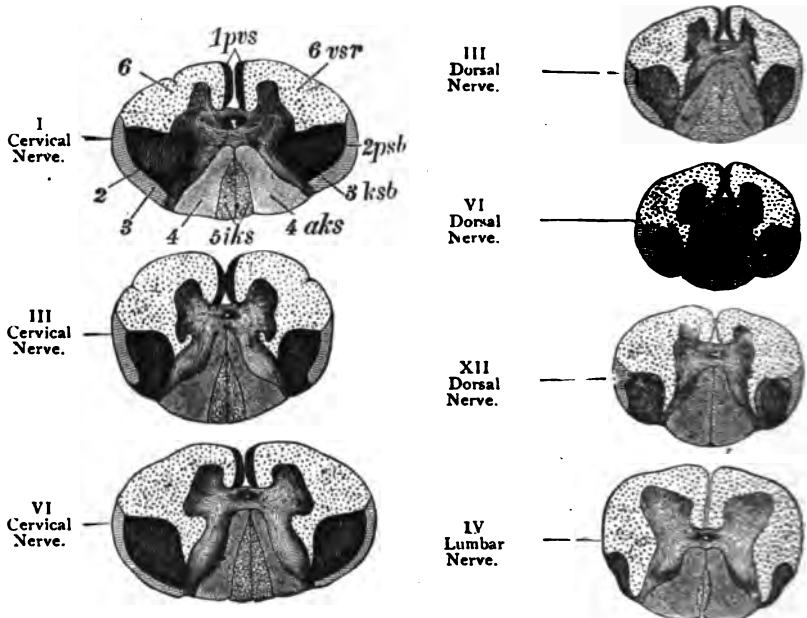 1pvs
6
6 vsr
I
Cervical
Nerve.
2psb
2
3 ksb
3
4
5iks
4 aks
III
Cervical
Nerve.
VI
Cervical
Nerve.
III
Dorsal
Nerve.
VI
Dorsal
Nerve.
XII
Dorsal
Nerve.
IV
Lumbar
Nerve.